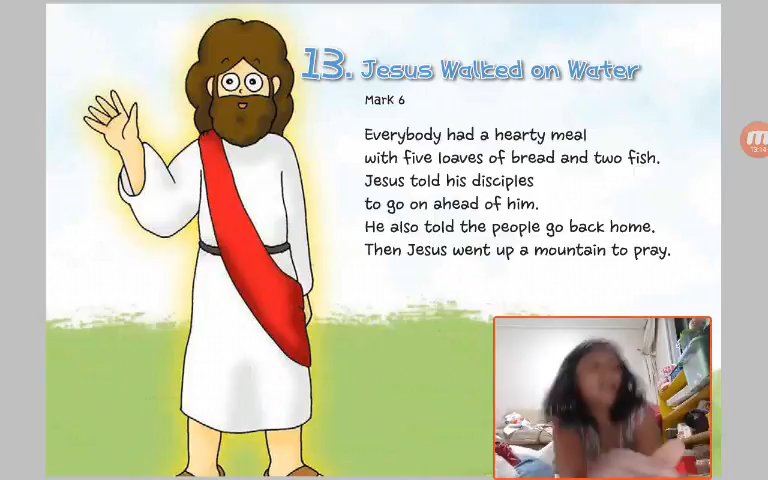 13. Jesus Walked on Water
Mark 6
Everybody had a hearty meal
with five loaves of bread and two fish.
Jesus told his disciples
to go on ahead of him.
He also told the people go back home.
Then Jesus went up a mountain to pray.
13:14